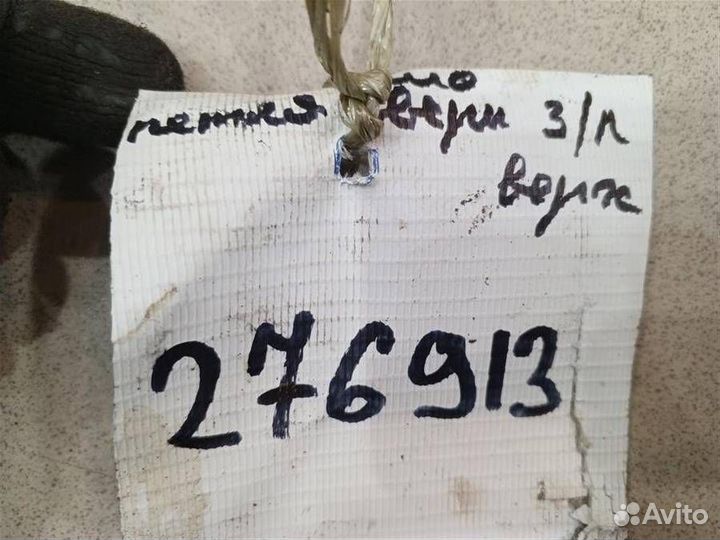 петля двери З/П
верх
276913
Avito